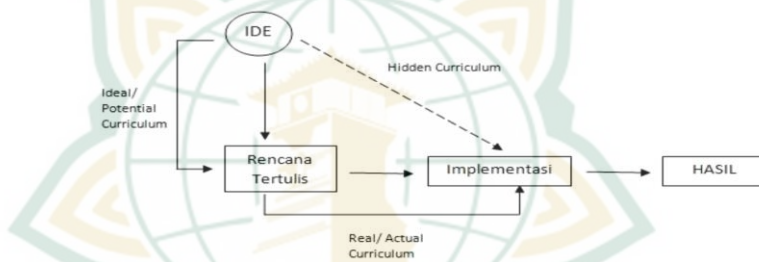 IDE
Hidden Curriculum
Ideal/
Potential
Curriculum
Rencana
Tertulis
Implementasi
HASIL
Real/ Actual
Curriculum